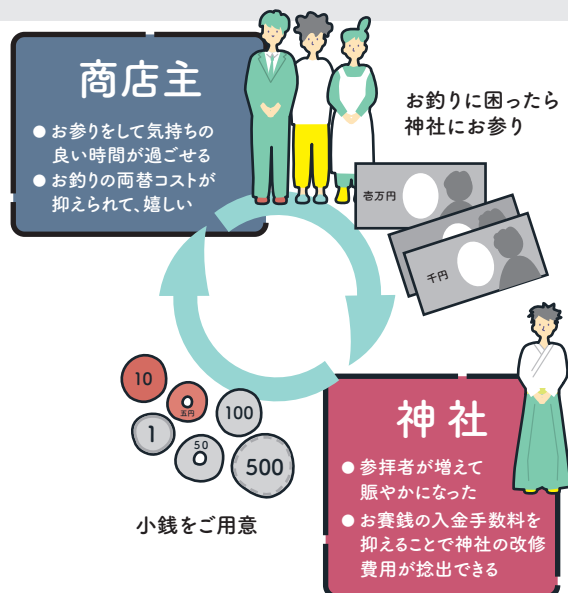 商店主
● お参りをして気持ちの
良い時間が過ごせる
● お釣りの両替コストが
抑えられて、嬉しい
お釣りに困ったら
神社にお参り
壱万円
千円
10
五円
100
1
50
500
小銭をご用意
神社
● 参拝者が増えて
賑やかになった
● お賽銭の入金手数料を
抑えることで神社の改修
費用が捻出できる